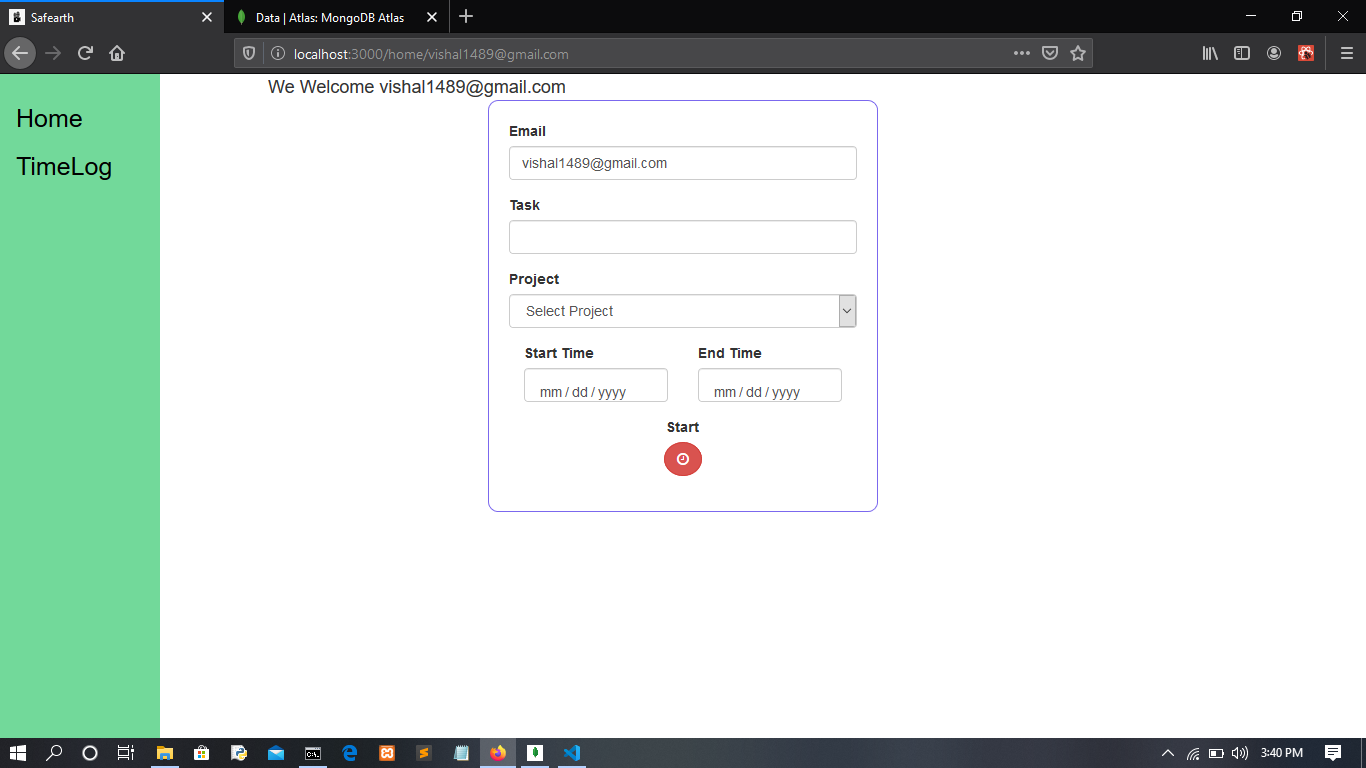 Safearth
Data | Atlas: MongoDB Atlas
localhost:3000/home/vishal1489@gmail.com
We Welcome vishal1489@gmail.com
Home
TimeLog
Email
vishal1489@gmail.com
Task
Project
Select Project
Start Time End Time
mm / dd / yyyy mm / dd / yyyy
Start
3:40 PM